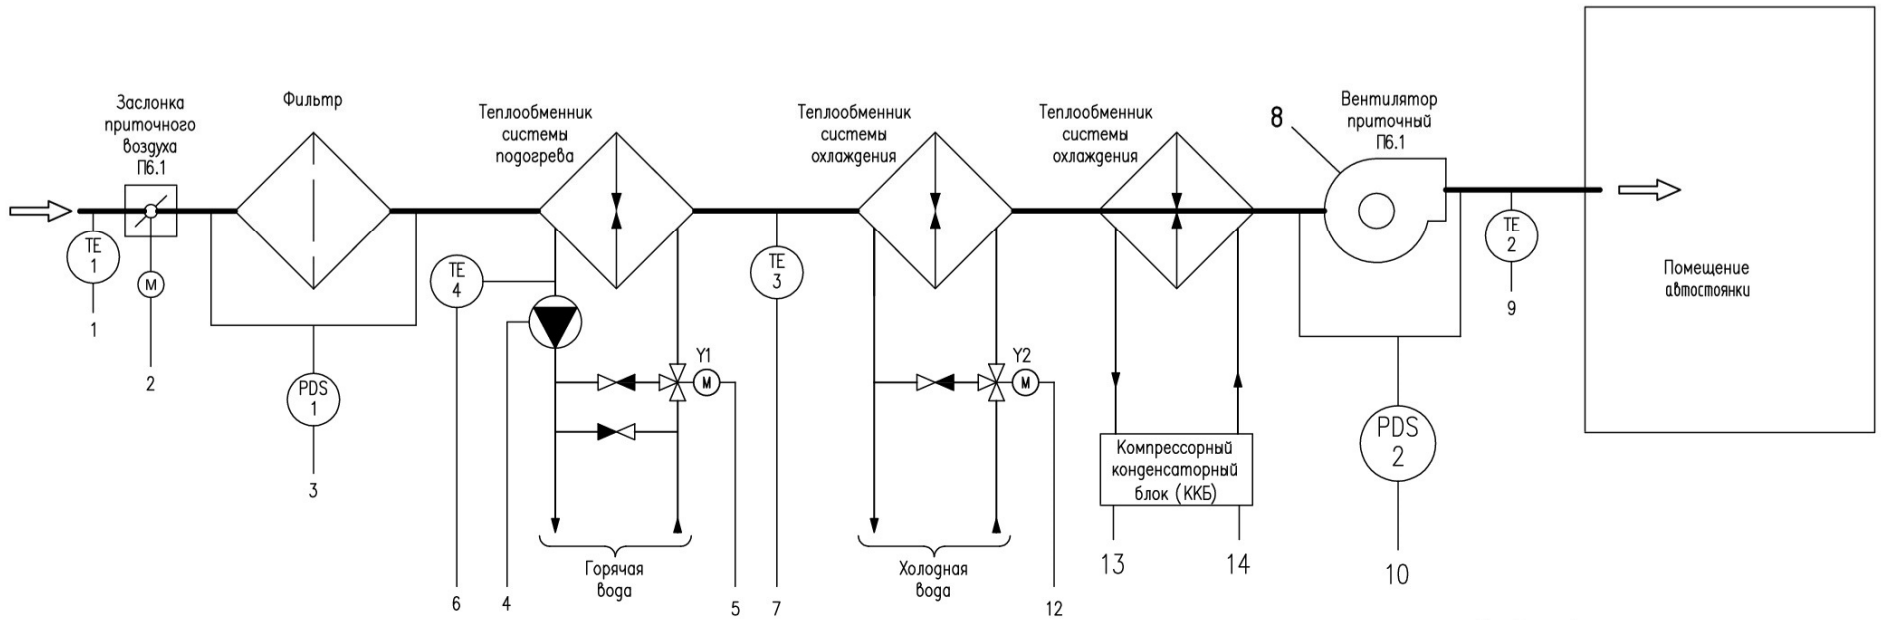 Заслонка
приточного
воздуха
П6.1
Фильтр
Теплообменник
системы
подогрева
Теплообменник
системы
охлаждения
Теплообменник
системы
охлаждения
8
Вентилятор
приточный
П6.1
TE
1
1
M
2
PDS
1
3
TE
4
6
4
Y1
M
5
Горячая
вода
TE
3
7
Y2
M
12
Холодная
вода
Компрессорный
конденсаторный
блок (ККБ)
13
14
PDS
2
10
TE
2
9
Помещение
автостоянки